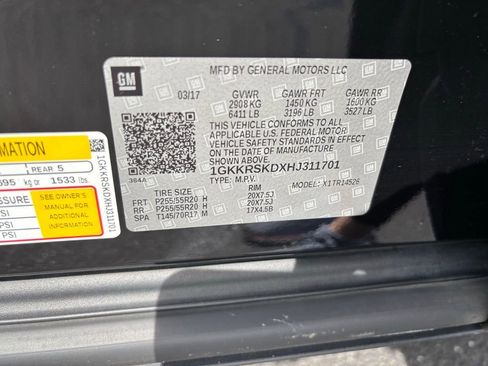 GM
MFD BY GENERAL MOTORS LLC
03/17 GVWR GAWR FRT GAWR RR
2908 KG 1450 KG 1600 KG
6411 LB 3196 LB 3527 LB
THIS VEHICLE CONFORMS TO ALL
APPLICABLE U.S. FEDERAL MOTOR
VEHICLE SAFETY STANDARDS IN EFFECT
ON THE DATE OF MANUFACTURE
SHOWN ABOVE.
1GKKRSKDXHJ311701
TYPE: M.P.V. MODEL: X1TR14526
384A
TIRE SIZE RIM
FRT P255/55R20 H 20X7.5J
RR P255/55R20 H 20X7.5J
SPA T145/70R17 M 17X4.5B
REAR 5
kg or 1533 lbs
SEE OWNER'S
MANUAL FOR
ADDITIONAL
INFORMATION
PSI
PSI
PSI
1GKKRSKDXHJ311701